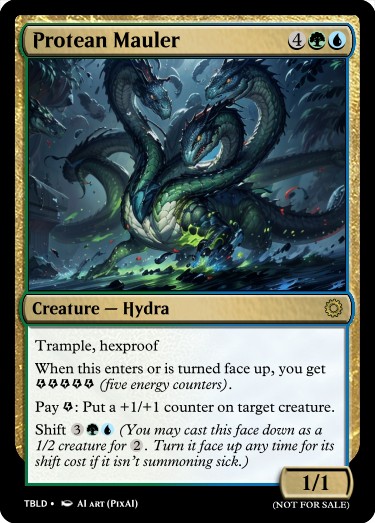 Protean Mauler 4
Creature — Hydra
Trample, hexproof
When this enters or is turned face up, you get
(five energy counters).
Pay : Put a +1/+1 counter on target creature.
Shift 3 (You may cast this face down as a
1/2 creature for 2. Turn it face up any time for its
shift cost if it isn't summoning sick.)
1/1
TBLD • AI art (PixAI)
(NOT FOR SALE)